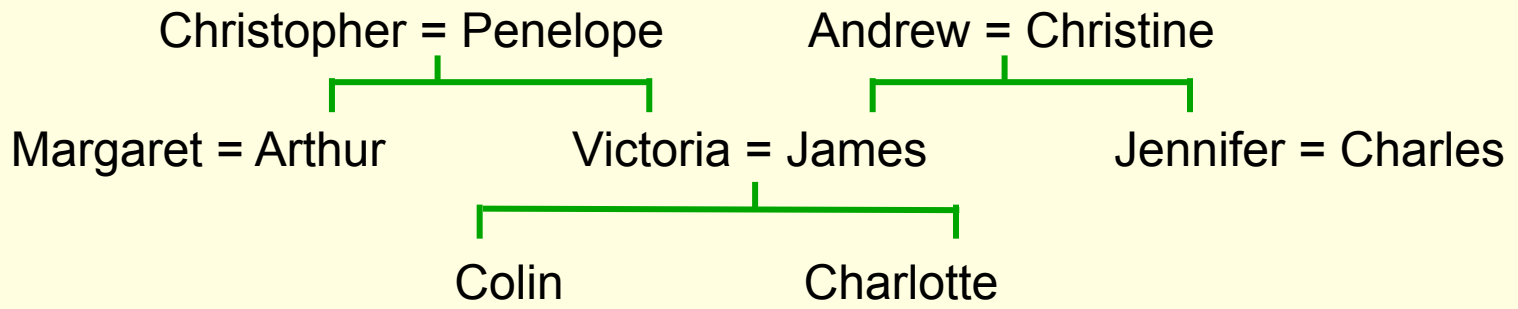 Christopher = Penelope Andrew = Christine
Margaret = Arthur Victoria = James Jennifer = Charles
Colin Charlotte